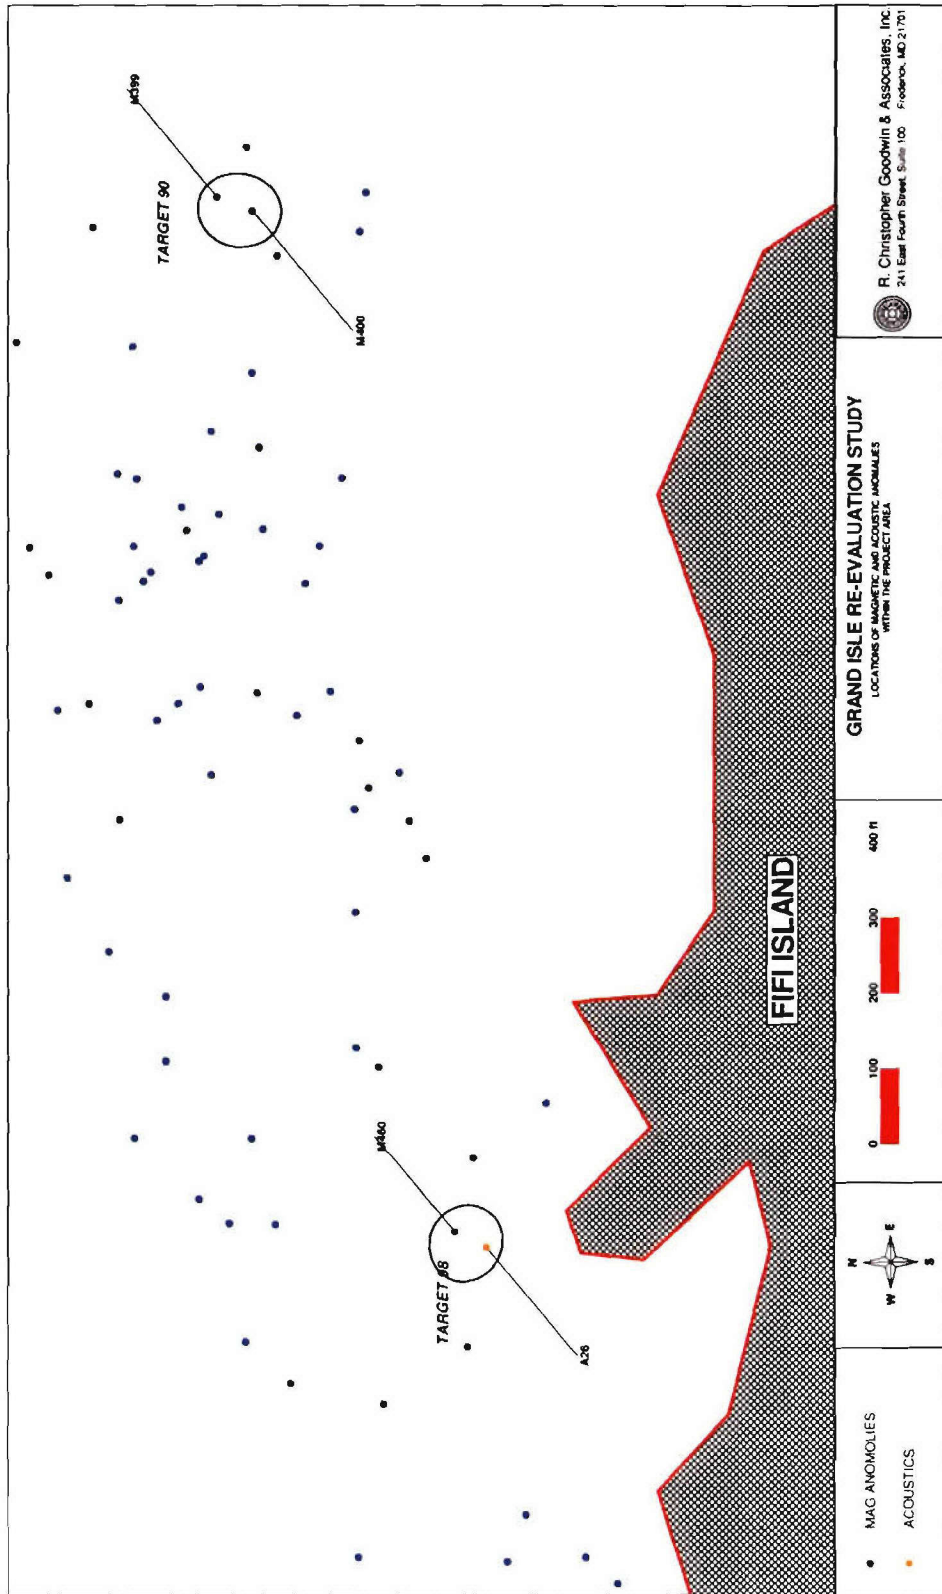 M399
TARGET 90
M400
M460
TARGET 98
A26
FIFI ISLAND
MAG ANOMOLIES
ACOUSTICS
N
W E
S
0 100 200 300 400 ft
GRAND ISLE RE-EVALUATION STUDY
LOCATIONS OF MAGNETIC AND ACOUSTIC ANOMALIES
WITHIN THE PROJECT AREA
R. Christopher Goodwin & Associates, Inc.
241 East Fourth Street, Suite 100 Frederick, MD 21701